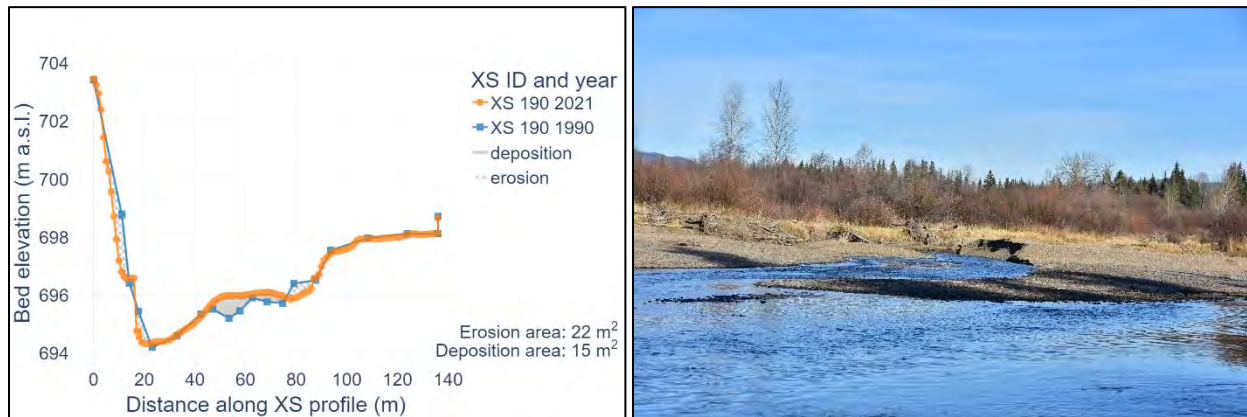 704
702
700
698
696
694
Bed elevation (m a.s.l.)
0
20
40
60
80
100
120
140
Distance along XS profile (m)
XS ID and year
XS 190 2021
XS 190 1990
deposition
erosion
Erosion area: 22 m²
Deposition area: 15 m²